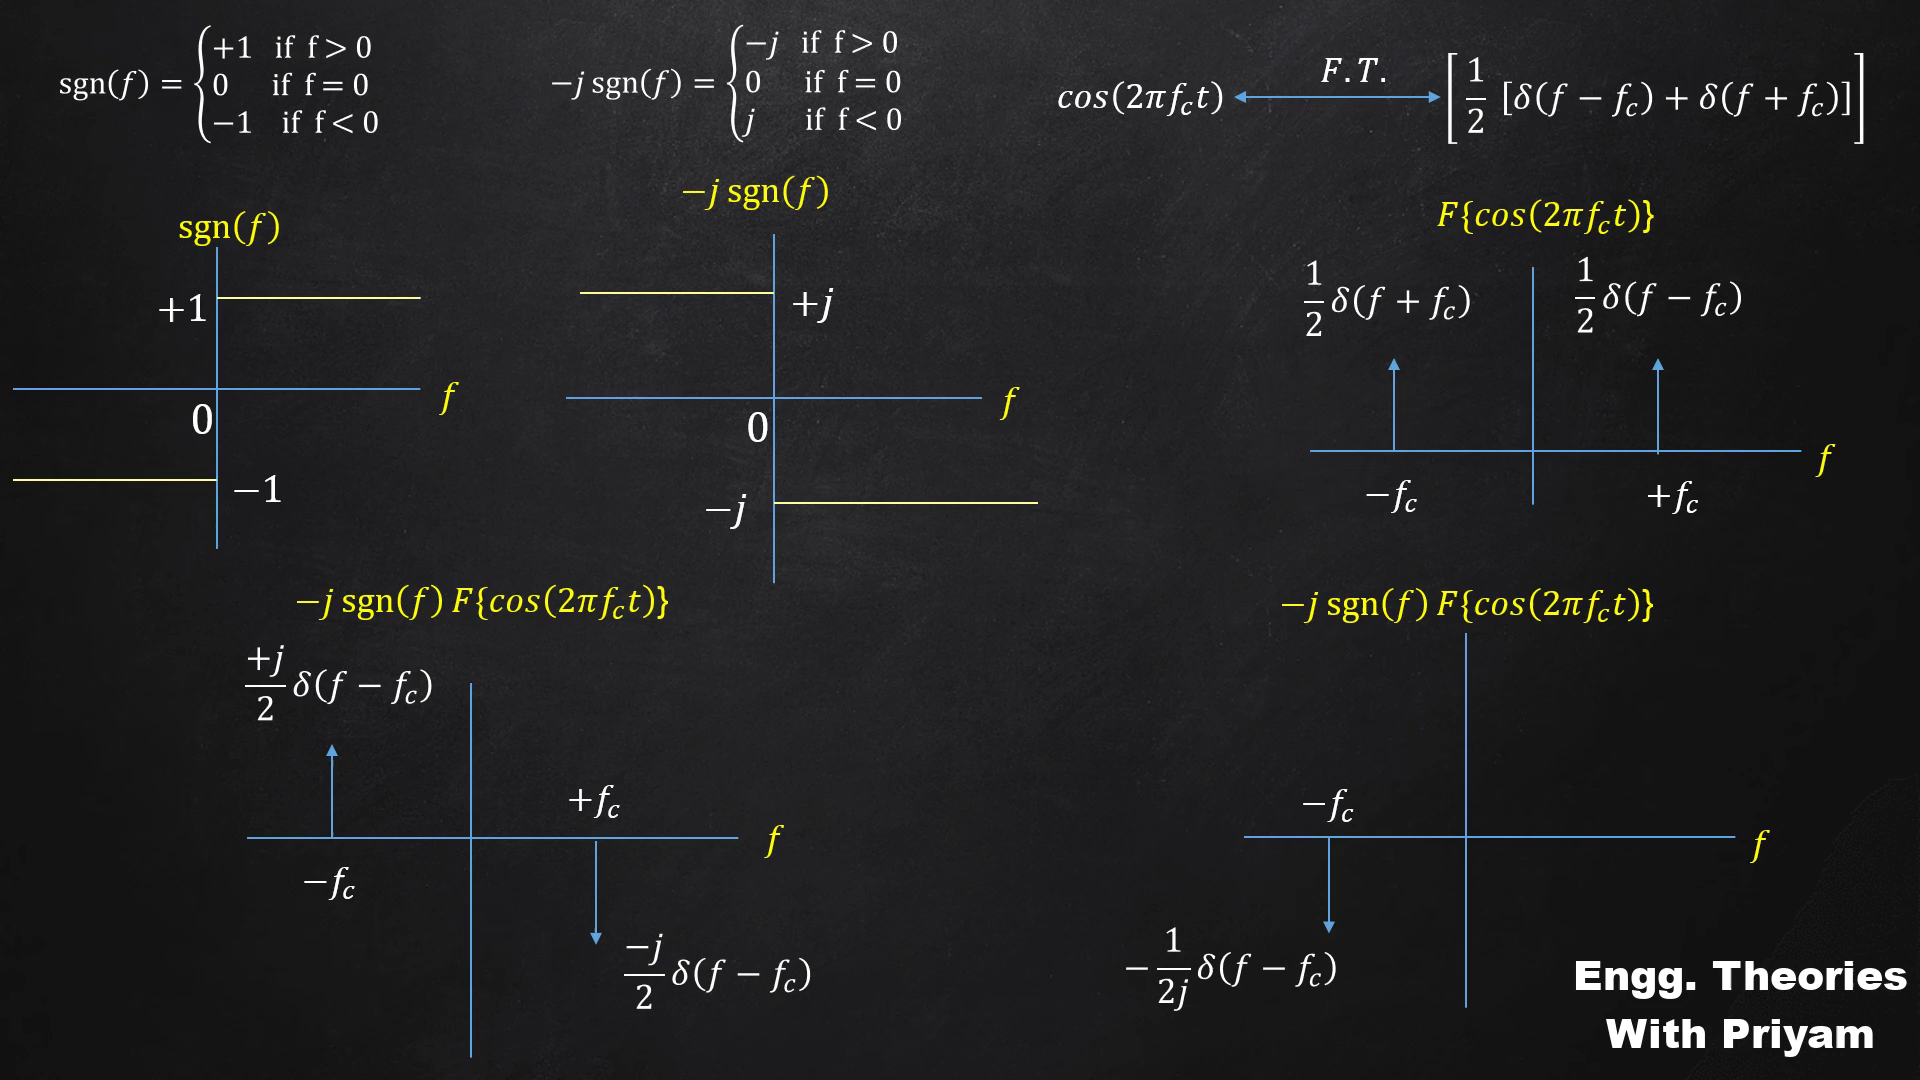 sgn(f) = { +1 if f > 0
0 if f = 0
−1 if f < 0
−j sgn(f) = { −j if f > 0
0 if f = 0
j if f < 0
cos(2πf_c t) F.T. [1/2 [δ(f − f_c) + δ(f + f_c)]]
sgn(f)
+1
f
0
−1
−j sgn(f)
+j
f
0
−j
F{cos(2πf_c t)}
1/2 δ(f + f_c)
1/2 δ(f − f_c)
f
−f_c
+f_c
−j sgn(f) F{cos(2πf_c t)}
+j/2 δ(f − f_c)
+f_c
f
−f_c
−j/2 δ(f − f_c)
−j sgn(f) F{cos(2πf_c t)}
−f_c
f
− 1/2j δ(f − f_c)
Engg. Theories
With Priyam